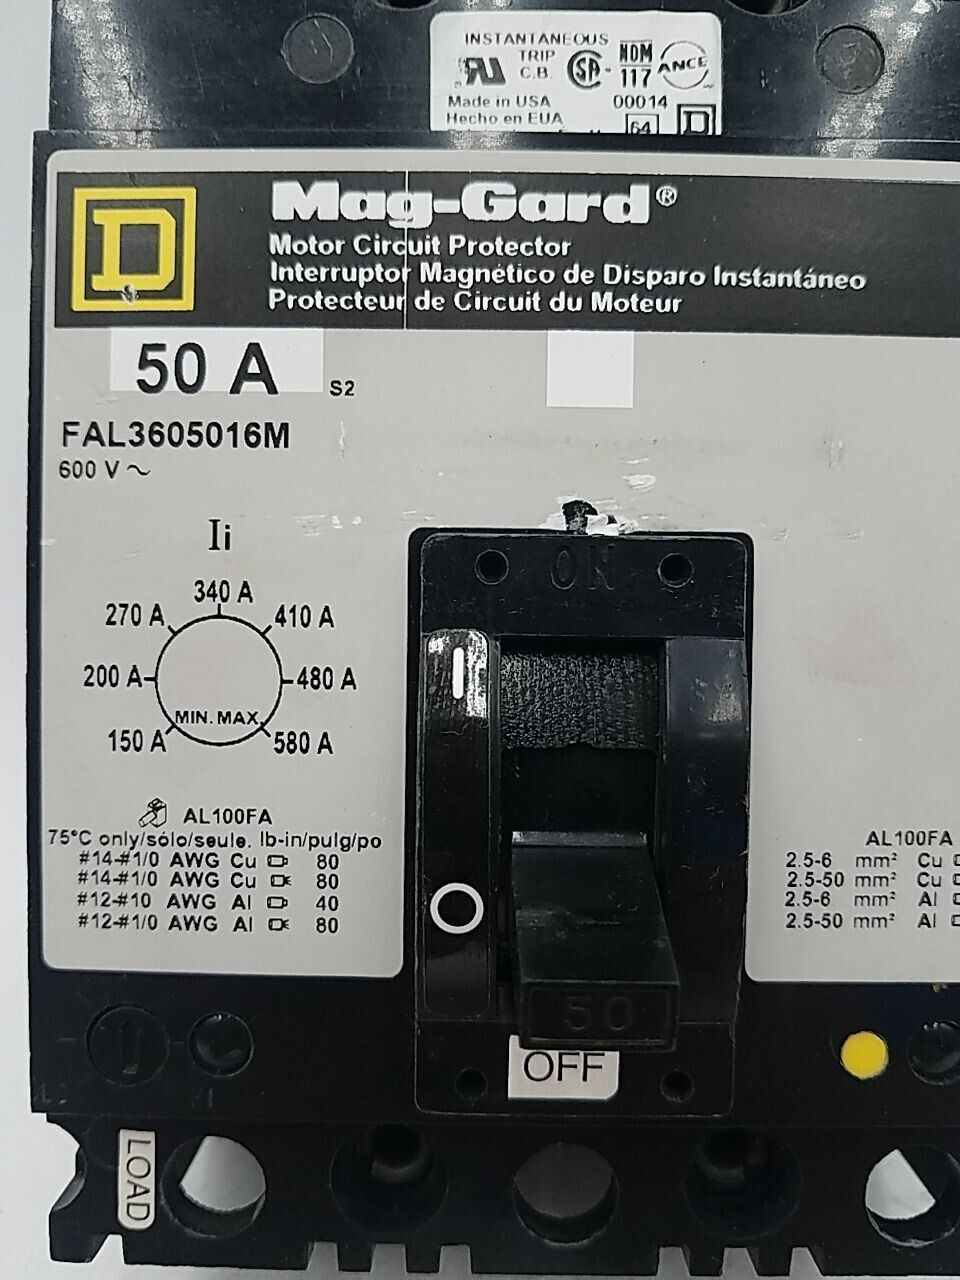 INSTANTANEOUS
TRIP
C.B.
NOM
117
ANCE
Made in USA 00014
Hecho en EUA 64
Mag-Gard®
Motor Circuit Protector
Interruptor Magnético de Disparo Instantáneo
Protecteur de Circuit du Moteur
50 A S2
FAL3605016M
600 V ~
Ii
340 A
270 A 410 A
200 A 480 A
MIN. MAX.
150 A 580 A
ON
AL100FA
75°C only/sólo/seule. lb-in/pulg/po
#14-#1/0 AWG Cu 80
#14-#1/0 AWG Cu 80
#12-#10 AWG Al 40
#12-#1/0 AWG Al 80
AL100FA
2.5-6 mm² Cu
2.5-50 mm² Cu
2.5-6 mm² Al
2.5-50 mm² Al
50
OFF
LOAD